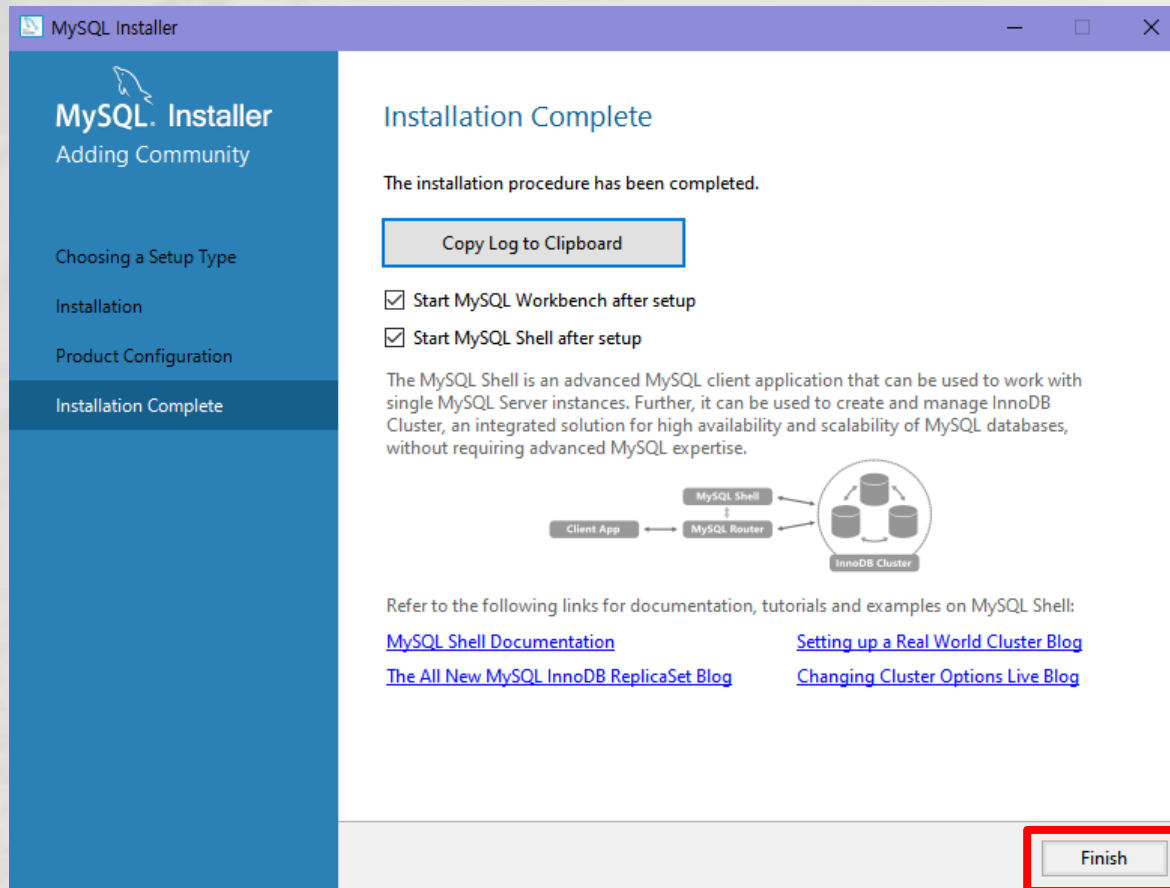 MySQL Installer
MySQL. Installer
Adding Community
Choosing a Setup Type
Installation
Product Configuration
Installation Complete
Installation Complete
The installation procedure has been completed.
Copy Log to Clipboard
Start MySQL Workbench after setup
Start MySQL Shell after setup
The MySQL Shell is an advanced MySQL client application that can be used to work with
single MySQL Server instances. Further, it can be used to create and manage InnoDB
Cluster, an integrated solution for high availability and scalability of MySQL databases,
without requiring advanced MySQL expertise.
MySQL Shell
Client App
MySQL Router
InnoDB Cluster
Refer to the following links for documentation, tutorials and examples on MySQL Shell:
MySQL Shell Documentation
Setting up a Real World Cluster Blog
The All New MySQL InnoDB ReplicaSet Blog
Changing Cluster Options Live Blog
Finish